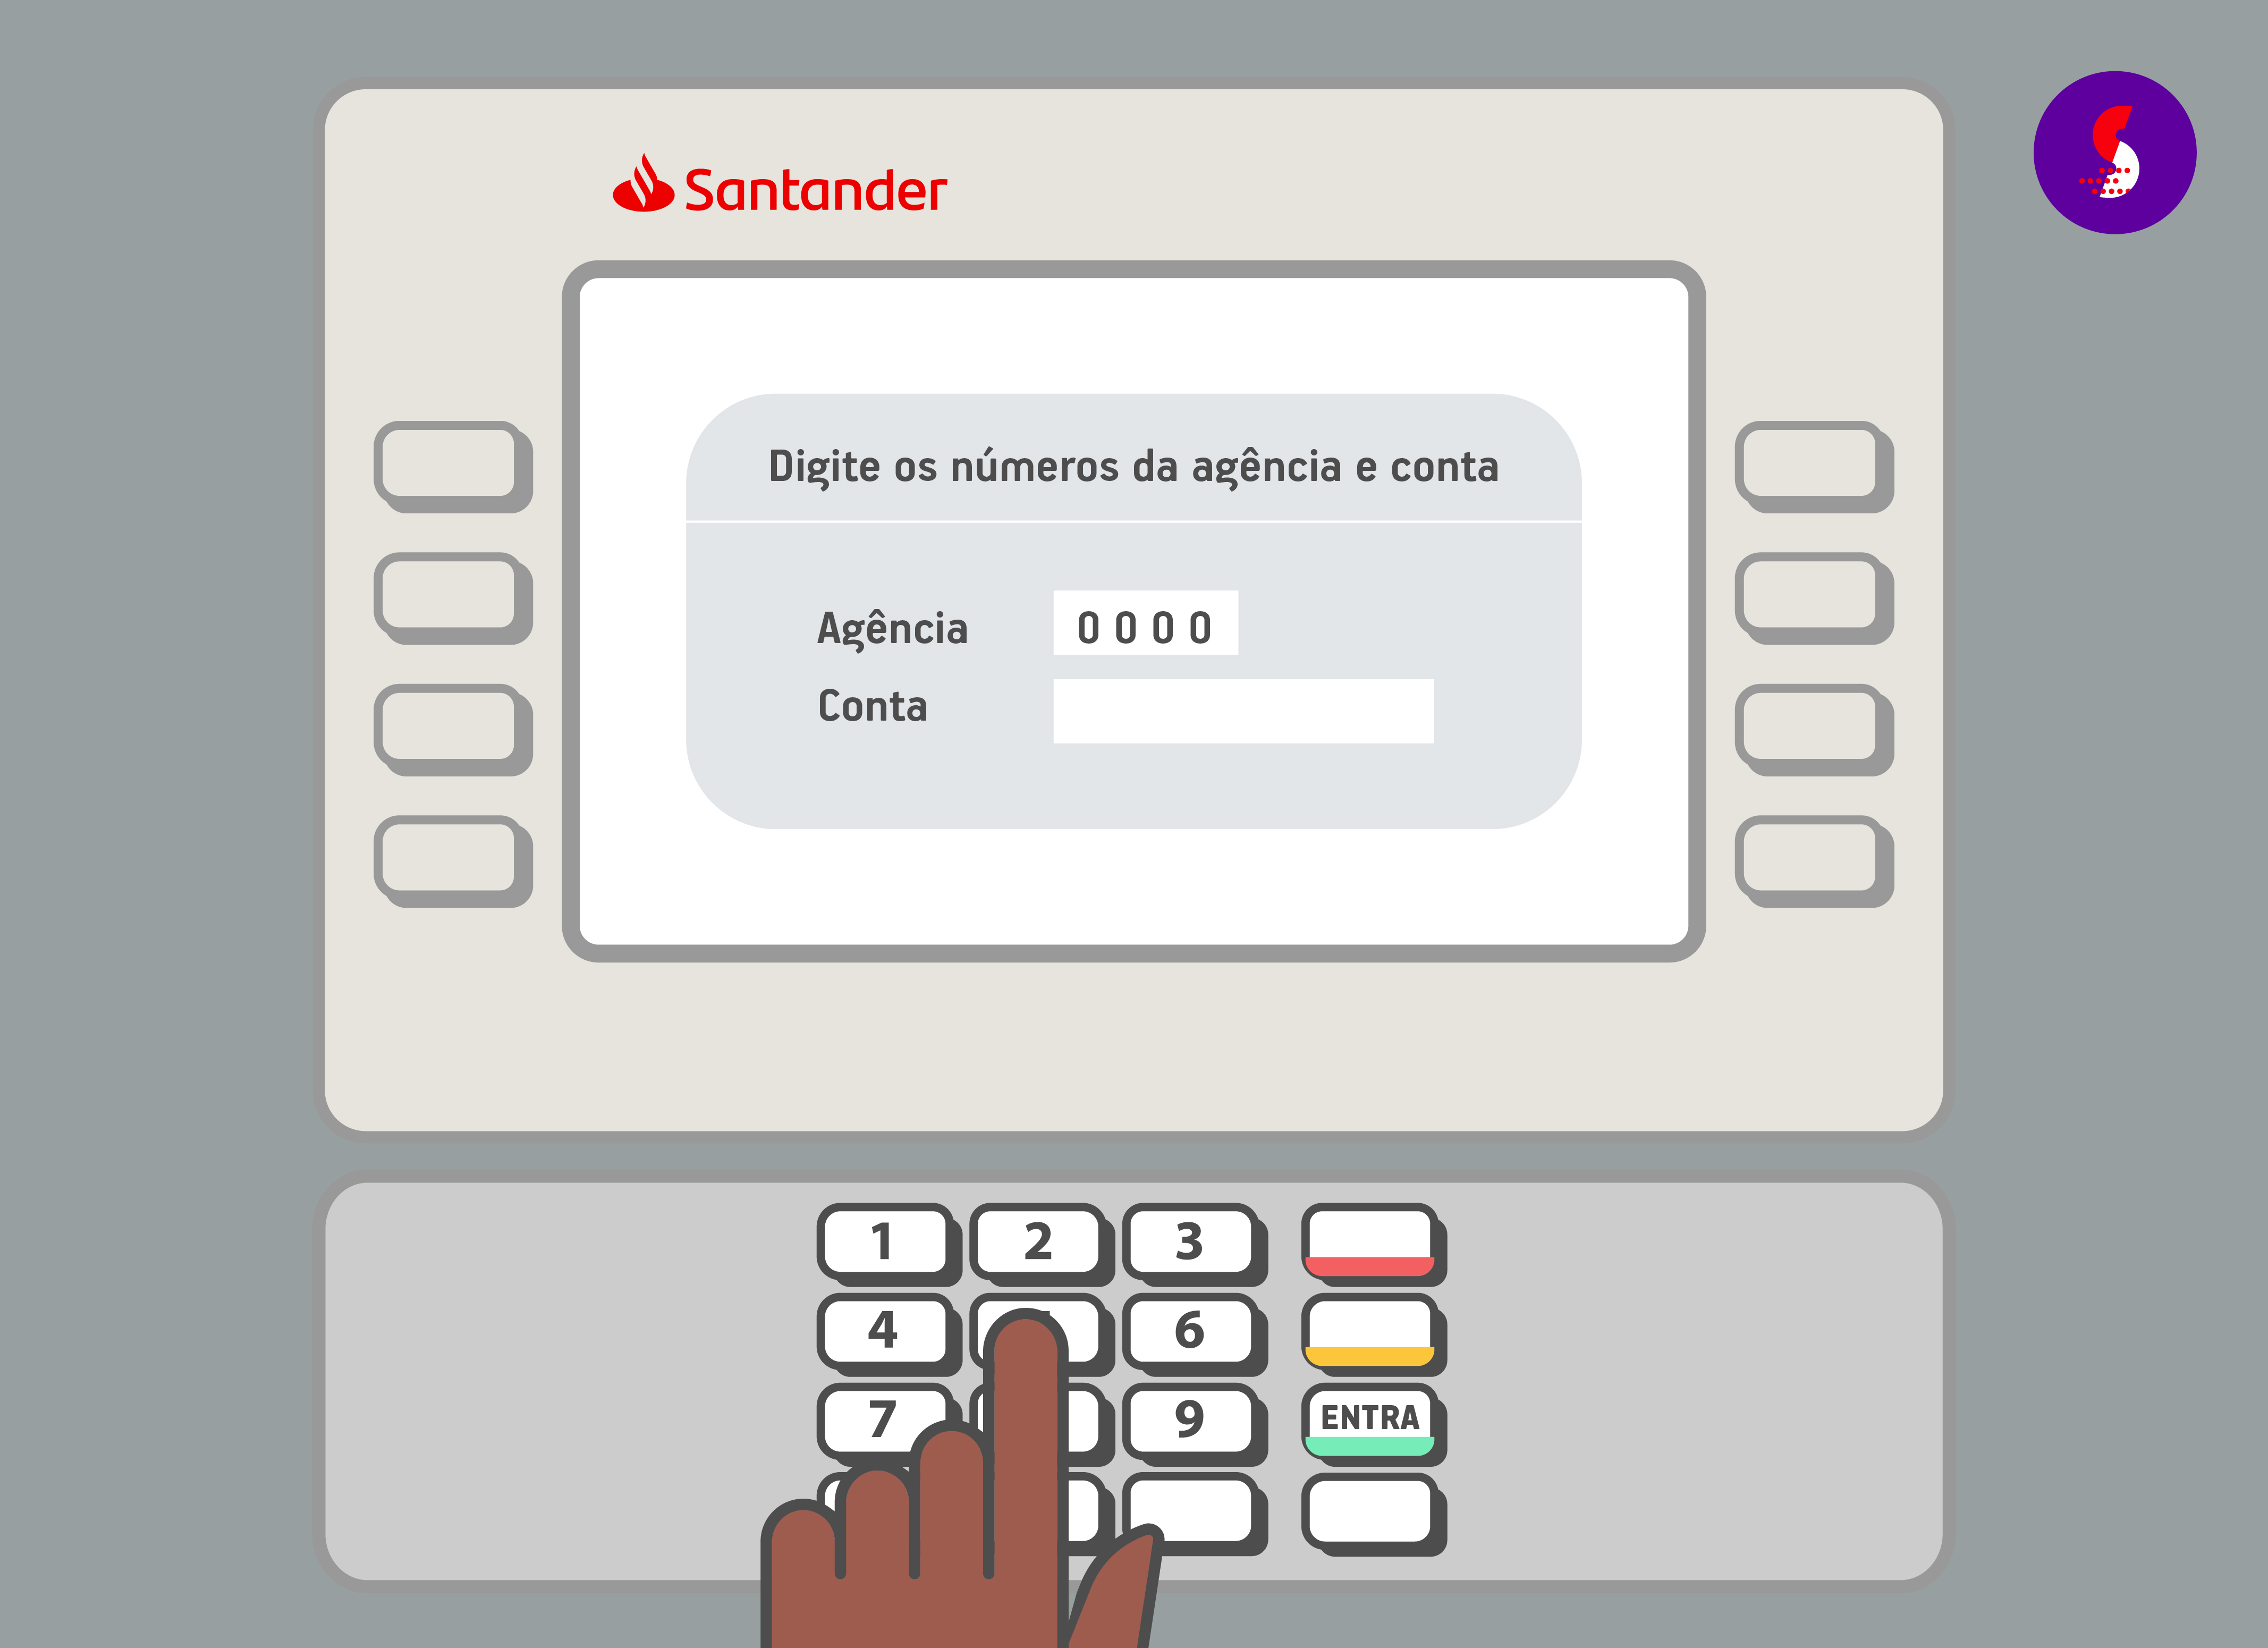 Santander
Digite os números da agência e conta
Agência 0 0 0 0
Conta
1 2 3
4 6
7 9 ENTRA